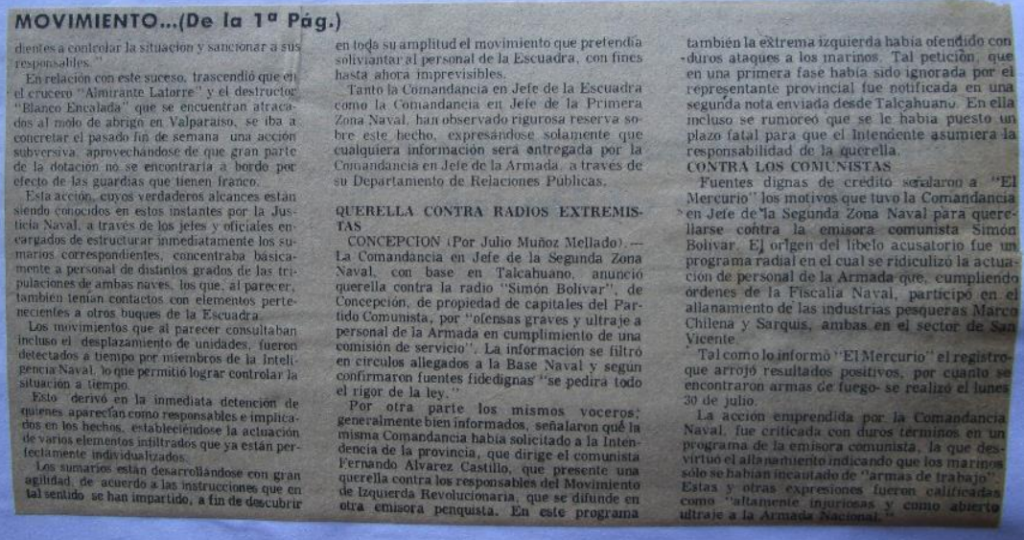 MOVIMIENTO...(De la 1ª Pág.)
dientes a controlar la situación y sancionar a sus
responsables."
En relación con este suceso, trascendió que en
el crucero "Almirante Latorre" y el destructor
"Blanco Encalada" que se encuentran atraca-
dos al molo de abrigo en Valparaíso, se iba a
concretar el pasado fin de semana una acción
subversiva, aprovechándose de que gran parte
de la dotación no se encontraría a bordo por
efecto de las guardias que tienen franco.
Esta acción, cuyos verdaderos alcances están
siendo conocidos en estos instantes por la Jus-
ticia Naval, a través de los jefes y oficiales en-
cargados de estructurar inmediatamente los su-
marios correspondientes, concentraba básica-
mente a personal de distintos grados de las tri-
pulaciones de ambas naves, los que, al parecer,
también tenían contactos con elementos perte-
necientes a otros buques de la Escuadra.
Los movimientos que al parecer consultaban
incluso el desplazamiento de unidades, fueron
detectados a tiempo por miembros de la Inteli-
gencia Naval, lo que permitió lograr controlar la
situación a tiempo.
Esto derivó en la inmediata detención de
quienes aparecían como responsables e implica-
dos en los hechos, estableciéndose la actuación
de varios elementos infiltrados que ya están per-
fectamente individualizados.
Los sumarios están desarrollándose con gran
agilidad, de acuerdo a las instrucciones que en
tal sentido se han impartido, a fin de descubrir
en toda su amplitud el movimiento que pretendía
soliviantar al personal de la Escuadra, con fines
hasta ahora imprevisibles.
Tanto la Comandancia en Jefe de la Escuadra
como la Comandancia en Jefe de la Primera
Zona Naval, han observado rigurosa reserva so-
bre este hecho, expresándose solamente que
cualquiera información será entregada por la
Comandancia en Jefe de la Armada, a través de
su Departamento de Relaciones Públicas.
QUERELLA CONTRA RADIOS EXTREMIS-
TAS
CONCEPCION (Por Julio Muñoz Mellado).—
La Comandancia en Jefe de la Segunda Zona
Naval, con base en Talcahuano, anunció
querella contra la radio "Simón Bolívar", de
Concepción, de propiedad de capitales del Par-
tido Comunista, por "ofensas graves y ultraje a
personal de la Armada en cumplimiento de una
comisión de servicio". La información se filtró
en círculos allegados a la Base Naval y según
confirmaron fuentes fidedignas "se pedirá todo
el rigor de la ley."
Por otra parte los mismos voceros,
generalmente bien informados, señalaron que la
misma Comandancia había solicitado a la Inten-
dencia de la provincia, que dirige el comunista
Fernando Alvarez Castillo, que presente una
querella contra los responsables del Movimiento
de Izquierda Revolucionaria, que se difunde en
otra emisora penquista. En este programa
también la extrema izquierda había ofendido con
duros ataques a los marinos. Tal petición, que
en una primera fase había sido ignorada por el
representante provincial fue notificada en una
segunda nota enviada desde Talcahuano. En ella
incluso se rumoreó que se le había puesto un
plazo fatal para que el Intendente asumiera la
responsabilidad de la querella.
CONTRA LOS COMUNISTAS
Fuentes dignas de crédito señalaron a "El
Mercurio" los motivos que tuvo la Comandancia
en Jefe de la Segunda Zona Naval para quere-
llarse contra la emisora comunista Simón
Bolívar. El origen del libelo acusatorio fue un
programa radial en el cual se ridiculizó la actua-
ción de personal de la Armada que, cumpliendo
órdenes de la Fiscalía Naval, participó en el
allanamiento de las industrias pesqueras Marco
Chilena y Sarquis, ambas en el sector de San
Vicente.
Tal como lo informó "El Mercurio" el registro-
que arrojó resultados positivos, por cuanto se
encontraron armas de fuego- se realizó el lunes
30 de julio.
La acción emprendida por la Comandancia
Naval, fue criticada con duros términos en un
programa de la emisora comunista, la que des-
virtuó el allanamiento indicando que los marinos
sólo se habían incautado de "armas de trabajo".
Estas y otras expresiones fueron calificadas
como "altamente injuriosas y como abierto
ultraje a la Armada Nacional."